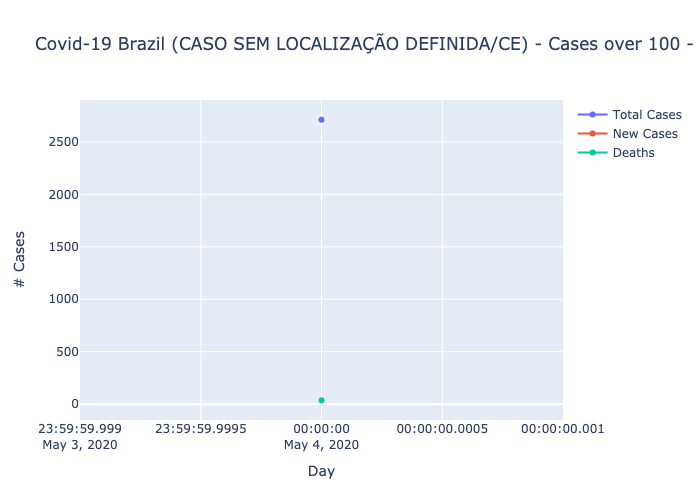 Covid-19 Brazil (CASO SEM LOCALIZAÇÃO DEFINIDA/CE) - Cases over 100 -
Total Cases
New Cases
Deaths
2500
2000
1500
1000
500
0
# Cases
23:59:59.999 23:59:59.9995 00:00:00 00:00:00.0005 00:00:00.001
May 3, 2020 May 4, 2020
Day